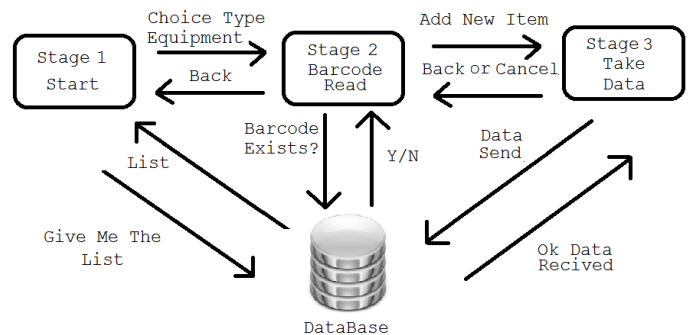 Choice Type
Equipment
Add New Item
Stage 1
Start
Stage 2
Barcode
Read
Stage 3
Take
Data
Back
Back or Cancel
Barcode
Exists?
Y/N
Data
Send
List
Give Me The
List
Ok Data
Recived
DataBase